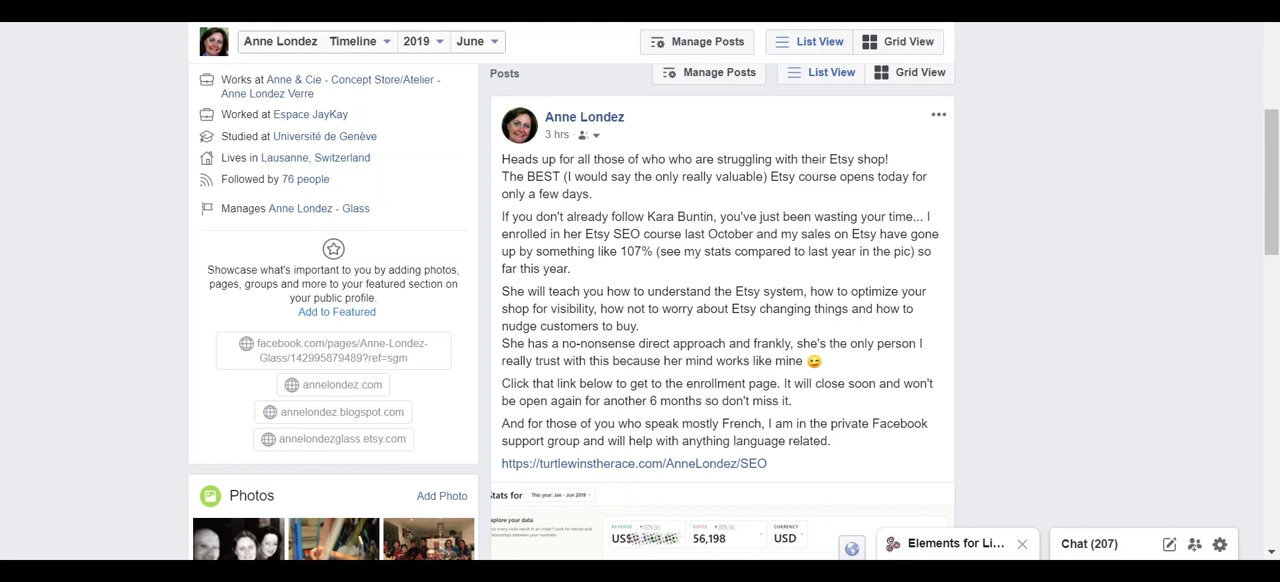 Anne Londez Timeline 2019 June Manage Posts List View Grid View
Works at Anne & Cie - Concept Store/Atelier -
Anne Londez Verre
Worked at Espace JayKay
Studied at Université de Genève
Lives in Lausanne, Switzerland
Followed by 76 people
Manages Anne Londez - Glass
Showcase what's important to you by adding photos,
pages, groups and more to your featured section on
your public profile.
Add to Featured
facebook.com/pages/Anne-Londez-
Glass/142995879489?ref=sgm
annelondez.com
annelondez.blogspot.com
annelondezglass.etsy.com
Photos Add Photo
Posts Manage Posts List View Grid View
Anne Londez
3 hrs
Heads up for all those of who who are struggling with their Etsy shop!
The BEST (I would say the only really valuable) Etsy course opens today for
only a few days.
If you don't already follow Kara Buntin, you've just been wasting your time... I
enrolled in her Etsy SEO course last October and my sales on Etsy have gone
up by something like 107% (see my stats compared to last year in the pic) so
far this year.
She will teach you how to understand the Etsy system, how to optimize your
shop for visibility, how not to worry about Etsy changing things and how to
nudge customers to buy.
She has a no-nonsense direct approach and frankly, she's the only person I
really trust with this because her mind works like mine 😉
Click that link below to get to the enrollment page. It will close soon and won't
be open again for another 6 months so don't miss it.
And for those of you who speak mostly French, I am in the private Facebook
support group and will help with anything language related.
https://turtlewinstherace.com/AnneLondez/SEO
Stats for This year: Jan - Jun 2019
explore your data
REVENUE VISITS CURRENCY
US$ 56,198 USD
Elements for Li...
Chat (207)